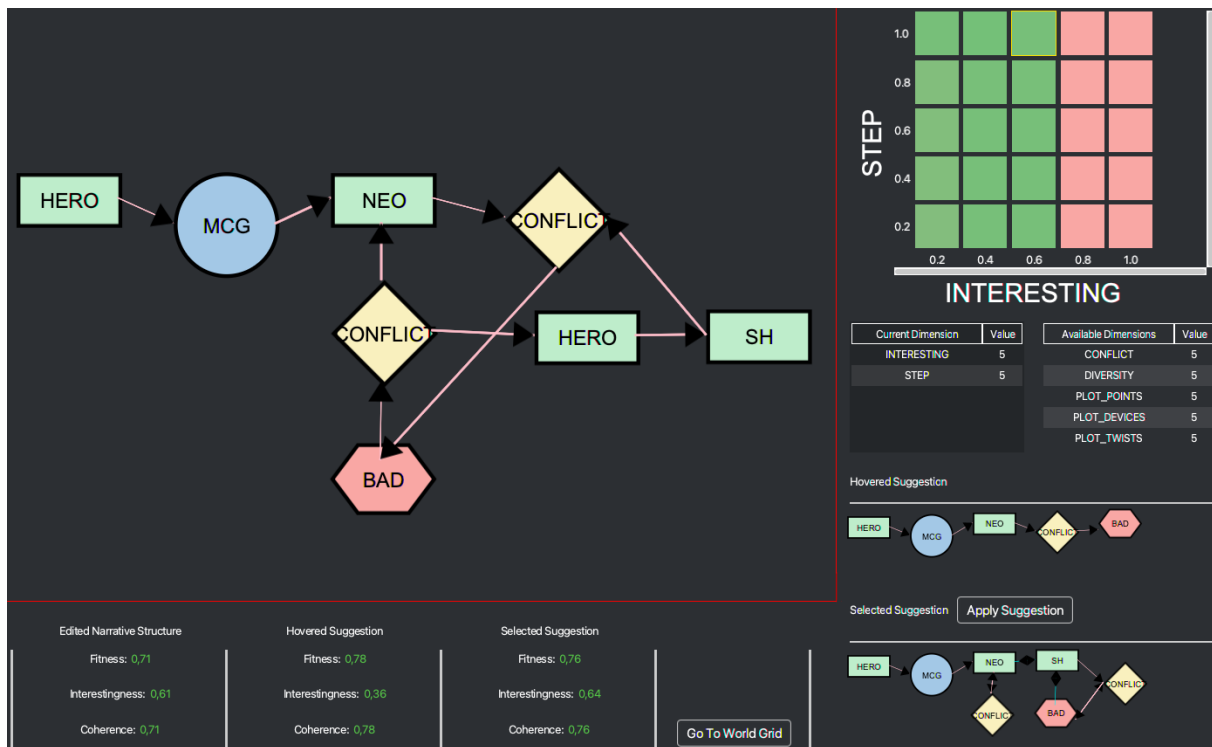 HERO
MCG
NEO
CONFLICT
CONFLICT
HERO
SH
BAD
STEP
1.0
0.8
0.6
0.4
0.2
0.2 0.4 0.6 0.8 1.0
INTERESTING
Current Dimension Value
INTERESTING 5
STEP 5
Available Dimensions Value
CONFLICT 5
DIVERSITY 5
PLOT_POINTS 5
PLOT_DEVICES 5
PLOT_TWISTS 5
Hovered Suggestion
HERO
MCG
NEO
CONFLICT
BAD
Selected Suggestion Apply Suggestion
HERO
MCG
NEO
SH
CONFLICT
CONFLICT
BAD
Edited Narrative Structure
Fitness: 0,71
Interestingness: 0,61
Coherence: 0,71
Hovered Suggestion
Fitness: 0,78
Interestingness: 0,36
Coherence: 0,78
Selected Suggestion
Fitness: 0,76
Interestingness: 0,64
Coherence: 0,76
Go To World Grid